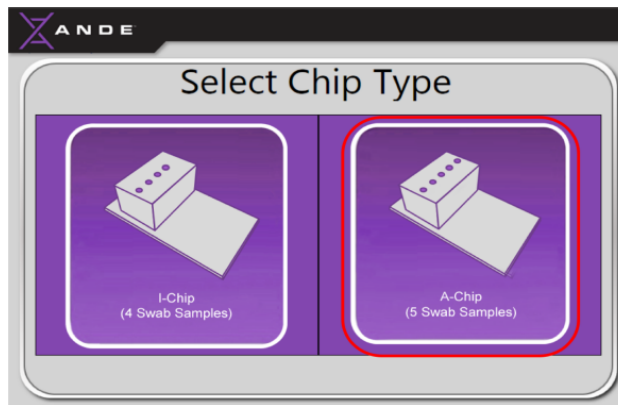 ANDE
Select Chip Type
I-Chip
(4 Swab Samples)
A-Chip
(5 Swab Samples)